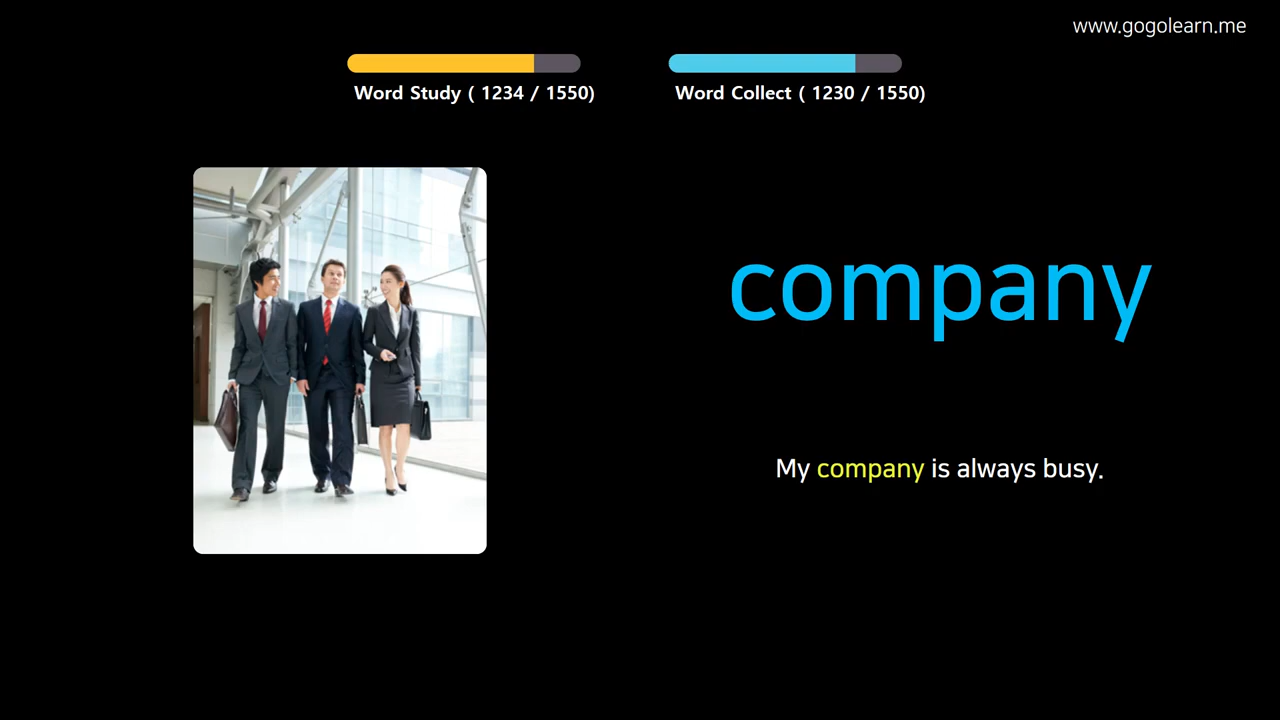 www.gogolearn.me
Word Study ( 1234 / 1550)
Word Collect ( 1230 / 1550)
company
My company is always busy.